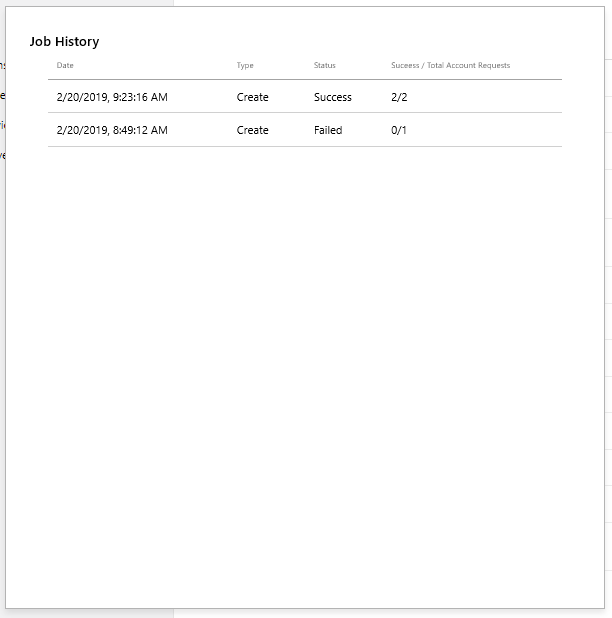 Job History
Date Type Status Suceess / Total Account Requests
2/20/2019, 9:23:16 AM Create Success 2/2
2/20/2019, 8:49:12 AM Create Failed 0/1